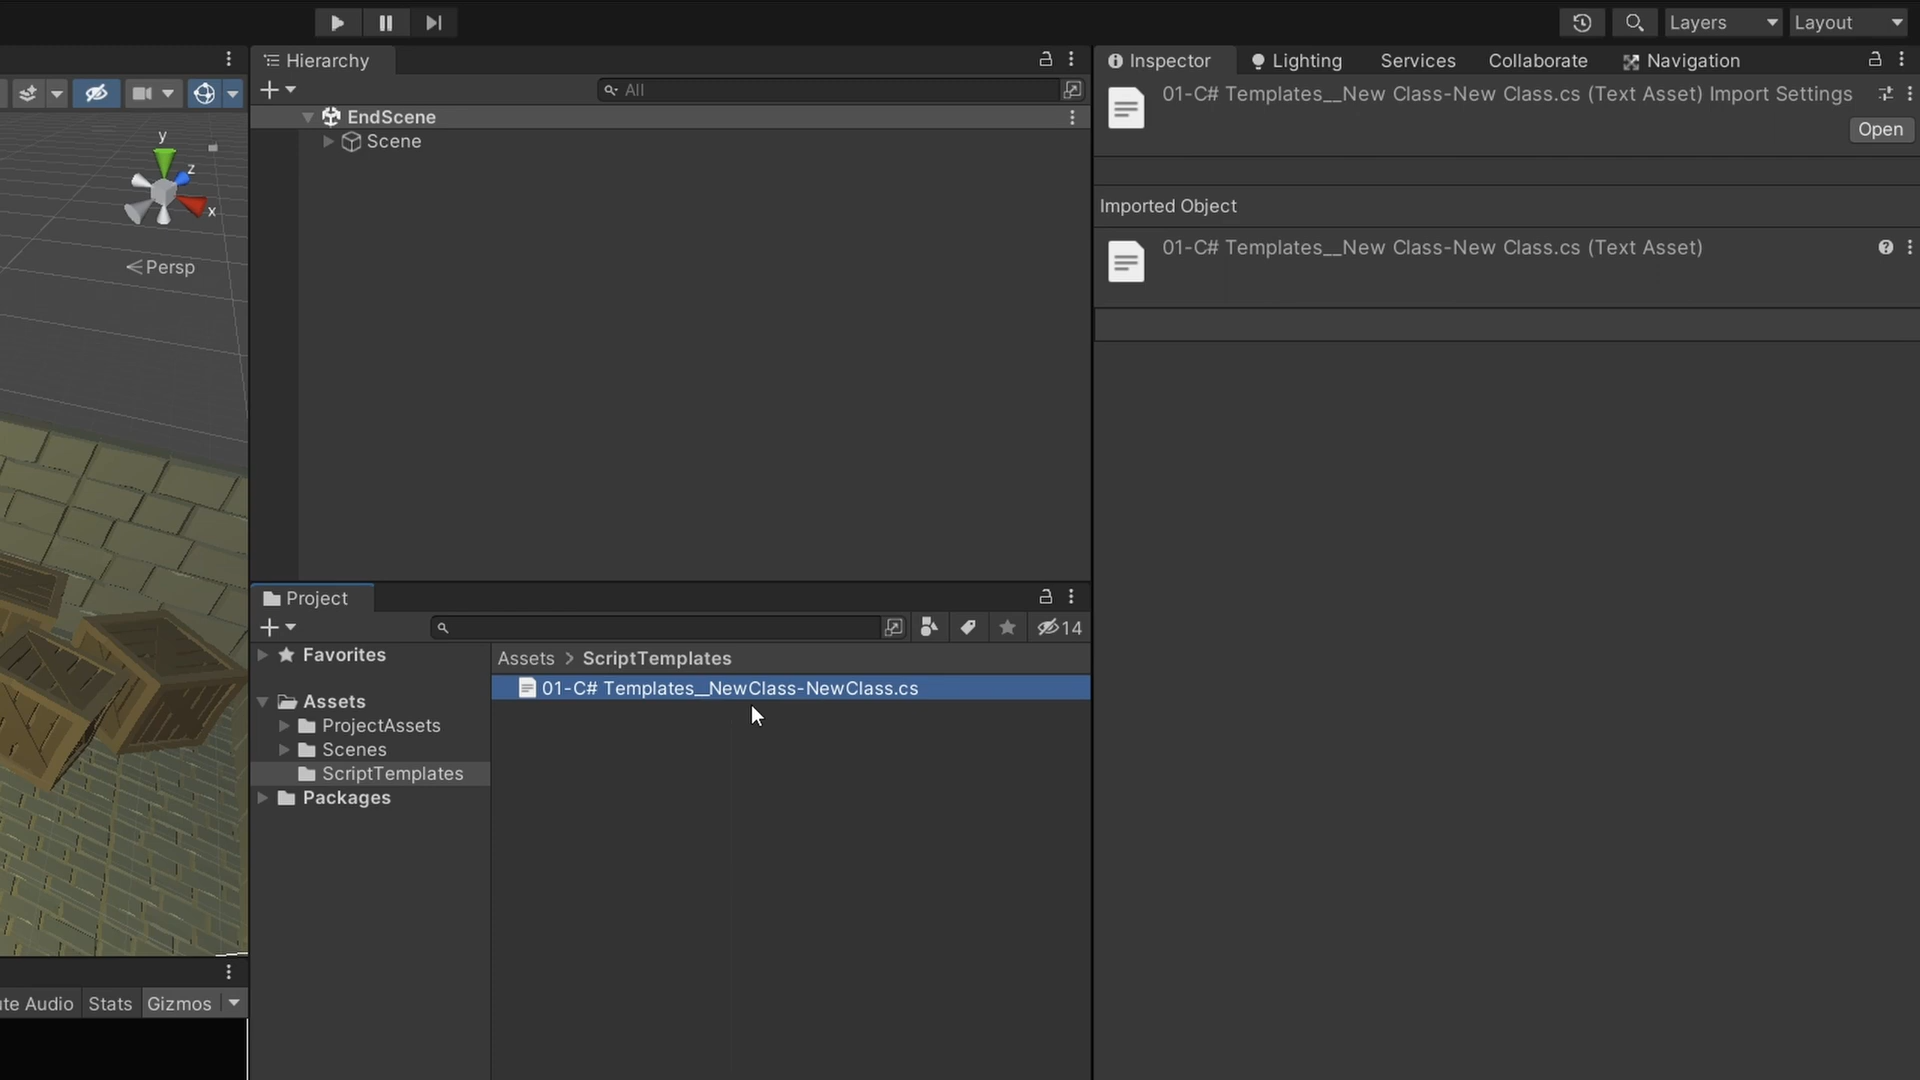 Layers
Layout
Hierarchy
All
EndScene
Scene
y
z
x
Persp
Inspector
Lighting
Services
Collaborate
Navigation
01-C# Templates__New Class-New Class.cs (Text Asset) Import Settings
Open
Imported Object
01-C# Templates__New Class-New Class.cs (Text Asset)
Project
14
Favorites
Assets
ProjectAssets
Scenes
ScriptTemplates
Packages
Assets > ScriptTemplates
01-C# Templates__NewClass-NewClass.cs
te Audio
Stats
Gizmos